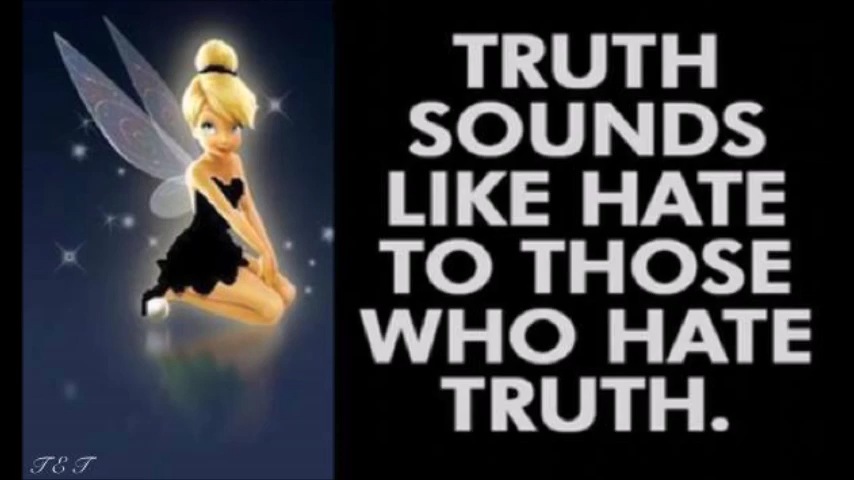 TRUTH
SOUNDS
LIKE HATE
TO THOSE
WHO HATE
TRUTH.
T&T